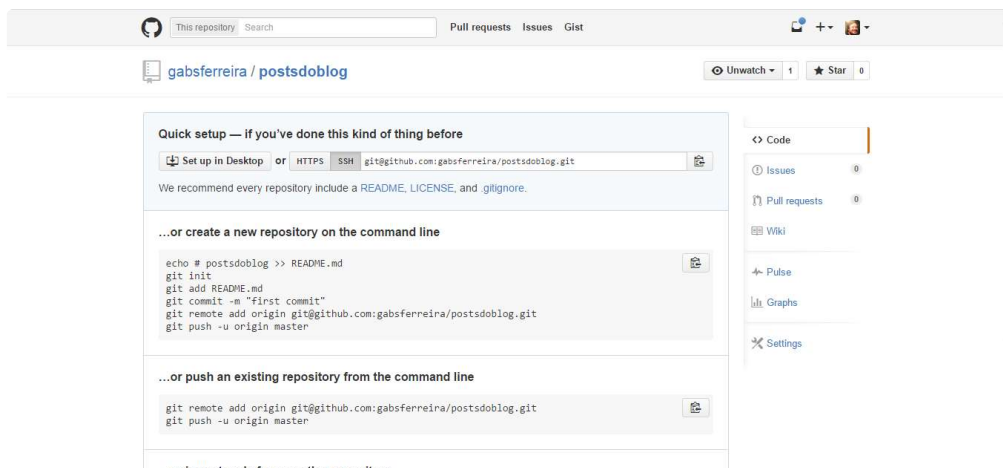 This repository Search Pull requests Issues Gist
gabsferreira / postsdoblog Unwatch 1 Star 0
Quick setup — if you've done this kind of thing before
Set up in Desktop or HTTPS SSH git@github.com:gabsferreira/postsdoblog.git
We recommend every repository include a README, LICENSE, and .gitignore.
…or create a new repository on the command line
echo # postsdoblog >> README.md
git init
git add README.md
git commit -m "first commit"
git remote add origin git@github.com:gabsferreira/postsdoblog.git
git push -u origin master
…or push an existing repository from the command line
git remote add origin git@github.com:gabsferreira/postsdoblog.git
git push -u origin master
Code
Issues 0
Pull requests 0
Wiki
Pulse
Graphs
Settings